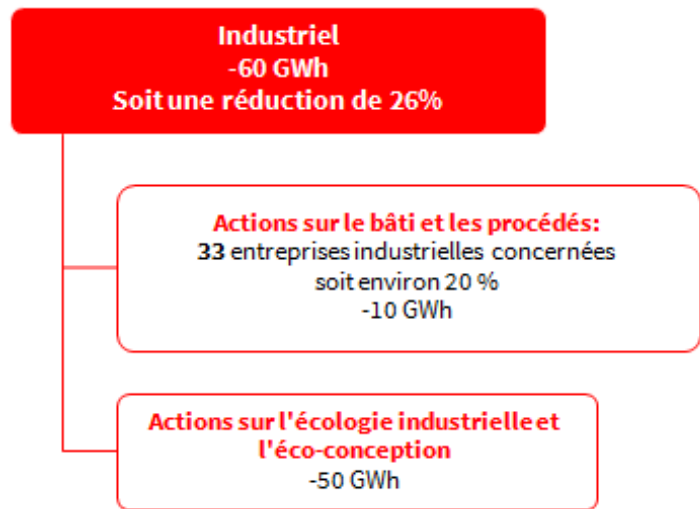 Industriel
-60 GWh
Soit une réduction de 26%
Actions sur le bâti et les procédés:
33 entreprises industrielles concernées
soit environ 20 %
-10 GWh
Actions sur l'écologie industrielle et
l'éco-conception
-50 GWh